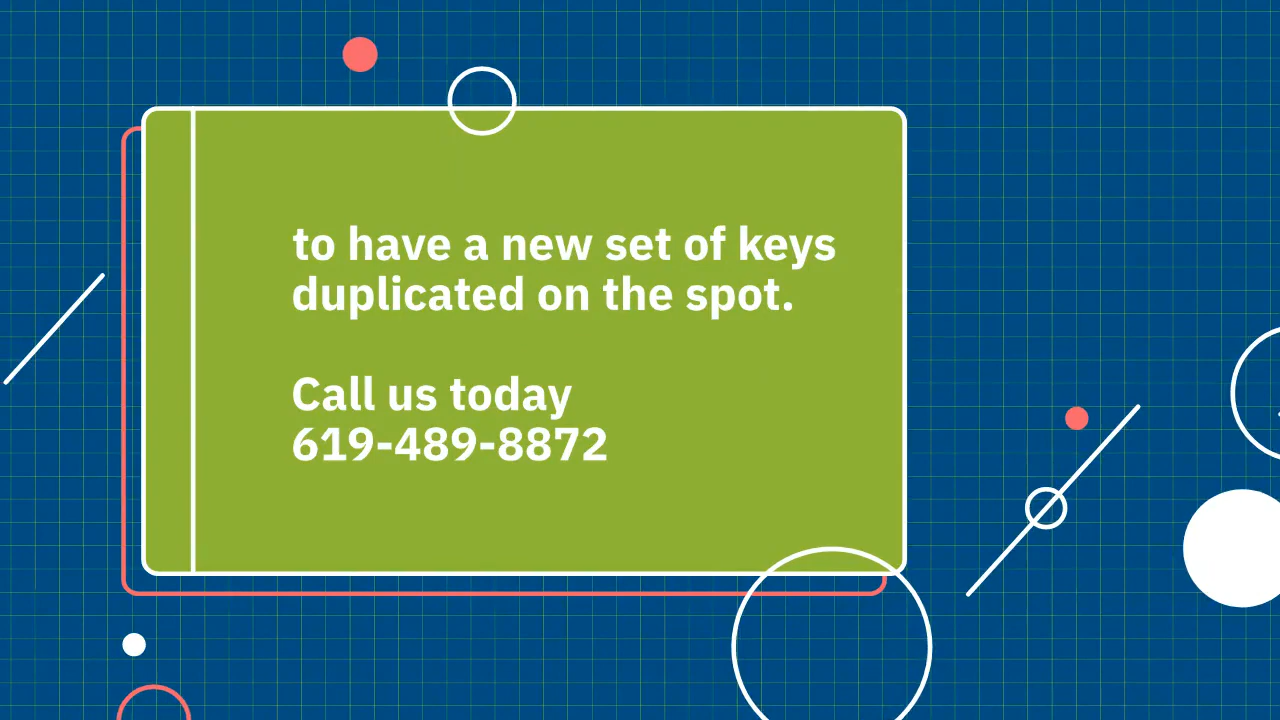 to have a new set of keys
duplicated on the spot.
Call us today
619-489-8872